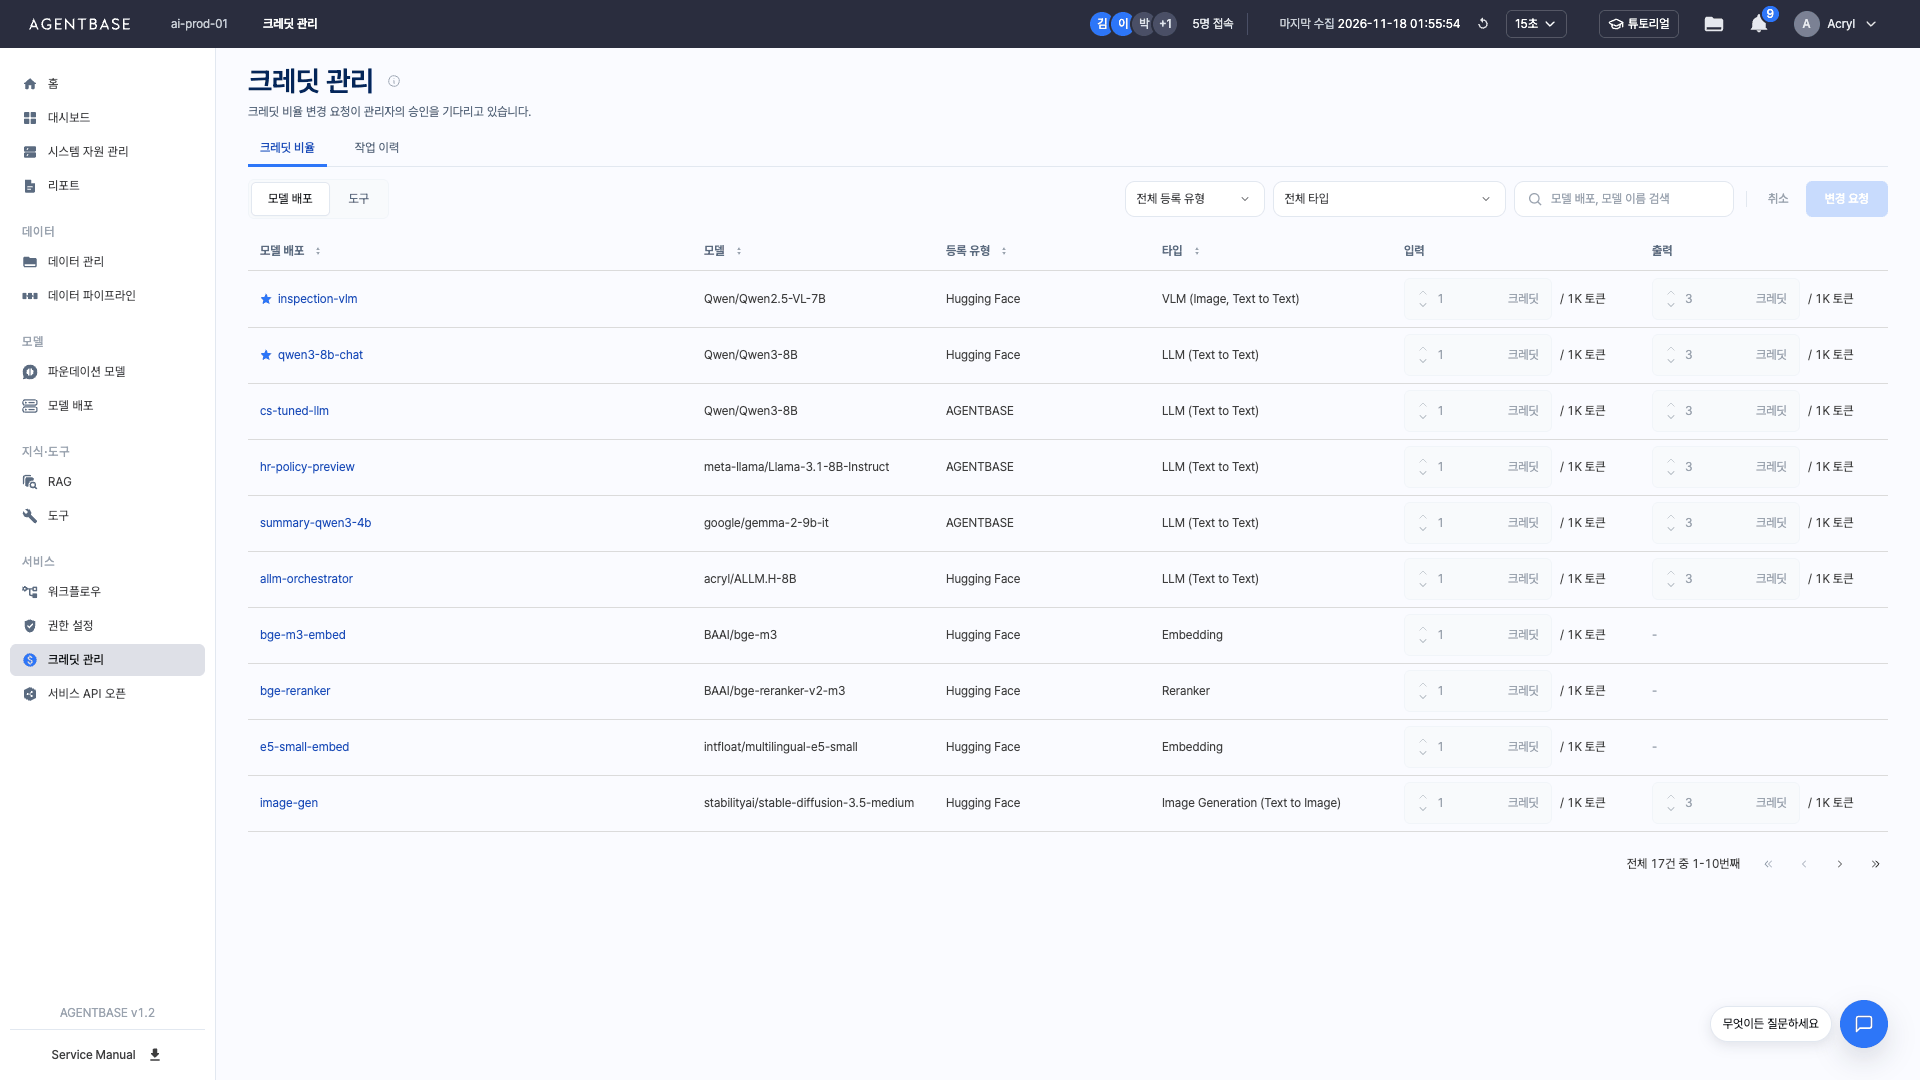 AGENTBASE ai-prod-01 크레딧 관리 김 이 박 +1 5명 접속 마지막 수집 2026-11-18 01:55:54 15초 튜토리얼 9 A Acryl
홈
대시보드
시스템 자원 관리
리포트
데이터
데이터 관리
데이터 파이프라인
모델
파운데이션 모델
모델 배포
지식·도구
RAG
도구
서비스
워크플로우
권한 설정
크레딧 관리
서비스 API 오픈
AGENTBASE v1.2
Service Manual
크레딧 관리
크레딧 비율 변경 요청이 관리자의 승인을 기다리고 있습니다.
크레딧 비율 작업 이력
모델 배포 도구 전체 등록 유형 전체 타입 모델 배포, 모델 이름 검색 취소 변경 요청
모델 배포 모델 등록 유형 타입 입력 출력
inspection-vlm Qwen/Qwen2.5-VL-7B Hugging Face VLM (Image, Text to Text) 1 크레딧 / 1K 토큰 3 크레딧 / 1K 토큰
qwen3-8b-chat Qwen/Qwen3-8B Hugging Face LLM (Text to Text) 1 크레딧 / 1K 토큰 3 크레딧 / 1K 토큰
cs-tuned-llm Qwen/Qwen3-8B AGENTBASE LLM (Text to Text) 1 크레딧 / 1K 토큰 3 크레딧 / 1K 토큰
hr-policy-preview meta-llama/Llama-3.1-8B-Instruct AGENTBASE LLM (Text to Text) 1 크레딧 / 1K 토큰 3 크레딧 / 1K 토큰
summary-qwen3-4b google/gemma-2-9b-it AGENTBASE LLM (Text to Text) 1 크레딧 / 1K 토큰 3 크레딧 / 1K 토큰
allm-orchestrator acryl/ALLM.H-8B Hugging Face LLM (Text to Text) 1 크레딧 / 1K 토큰 3 크레딧 / 1K 토큰
bge-m3-embed BAAI/bge-m3 Hugging Face Embedding 1 크레딧 / 1K 토큰 -
bge-reranker BAAI/bge-reranker-v2-m3 Hugging Face Reranker 1 크레딧 / 1K 토큰 -
e5-small-embed intfloat/multilingual-e5-small Hugging Face Embedding 1 크레딧 / 1K 토큰 -
image-gen stabilityai/stable-diffusion-3.5-medium Hugging Face Image Generation (Text to Image) 1 크레딧 / 1K 토큰 3 크레딧 / 1K 토큰
전체 17건 중 1-10번째
무엇이든 질문하세요